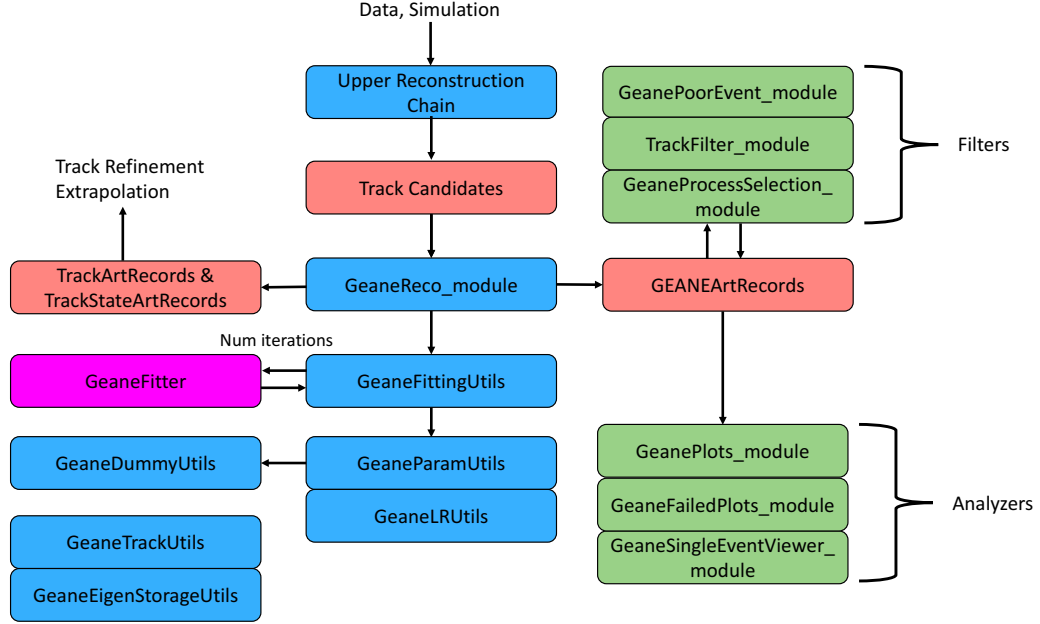 Data, Simulation
Upper Reconstruction
Chain
Track Candidates
GeaneReco_module
Track Refinement
Extrapolation
TrackArtRecords &
TrackStateArtRecords
Num iterations
GeaneFitter
GeaneFittingUtils
GeaneDummyUtils
GeaneParamUtils
GeaneLRUtils
GeaneTrackUtils
GeaneEigenStorageUtils
GeanePoorEvent_module
TrackFilter_module
GeaneProcessSelection_
module
Filters
GEANEArtRecords
GeanePlots_module
GeaneFailedPlots_module
GeaneSingleEventViewer_
module
Analyzers